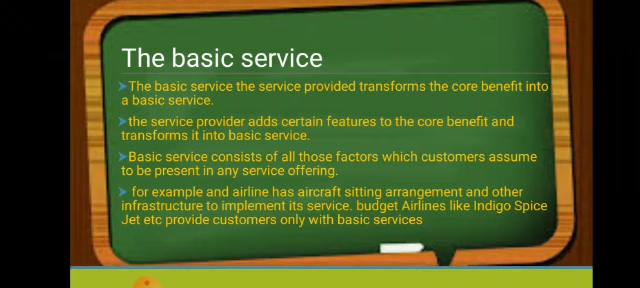 The basic service
➤The basic service the service provided transforms the core benefit into
a basic service.
➤the service provider adds certain features to the core benefit and
transforms it into basic service.
➤Basic service consists of all those factors which customers assume
to be present in any service offering.
➤ for example and airline has aircraft sitting arrangement and other
infrastructure to implement its service. budget Airlines like Indigo Spice
Jet etc provide customers only with basic services